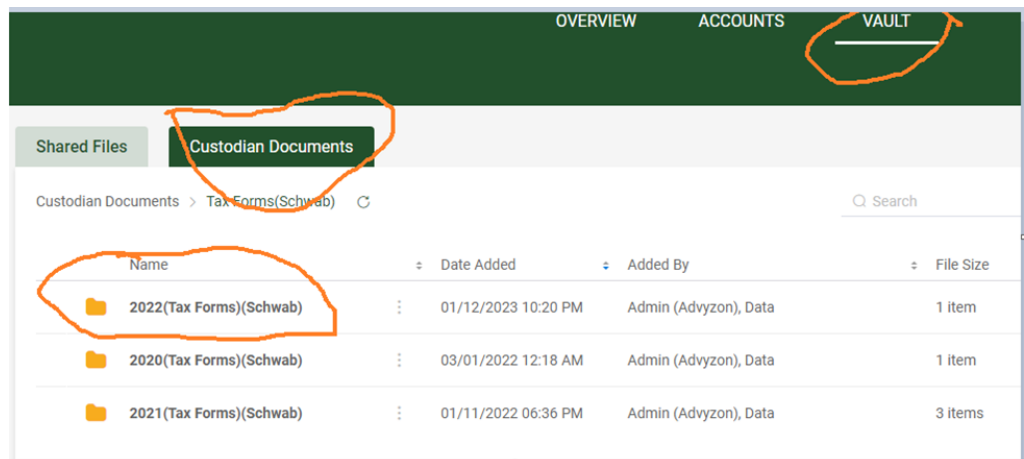 OVERVIEW ACCOUNTS VAULT
Shared Files Custodian Documents
Custodian Documents > Tax Forms(Schwab) Search
Name Date Added Added By File Size
2022(Tax Forms)(Schwab) 01/12/2023 10:20 PM Admin (Advyzon), Data 1 item
2020(Tax Forms)(Schwab) 03/01/2022 12:18 AM Admin (Advyzon), Data 1 item
2021(Tax Forms)(Schwab) 01/11/2022 06:36 PM Admin (Advyzon), Data 3 items